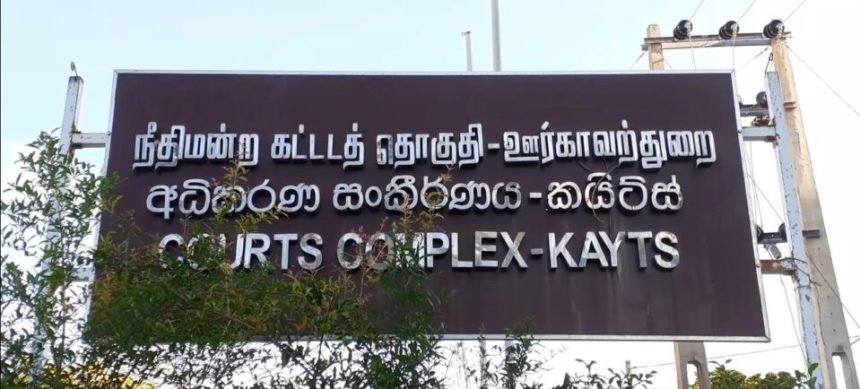 நீதிமன்ற கட்டடத் தொகுதி - ஊர்காவற்துறை
අධිකරණ සංකීර්ණය - කයිට්ස්
COURTS COMPLEX-KAYTS